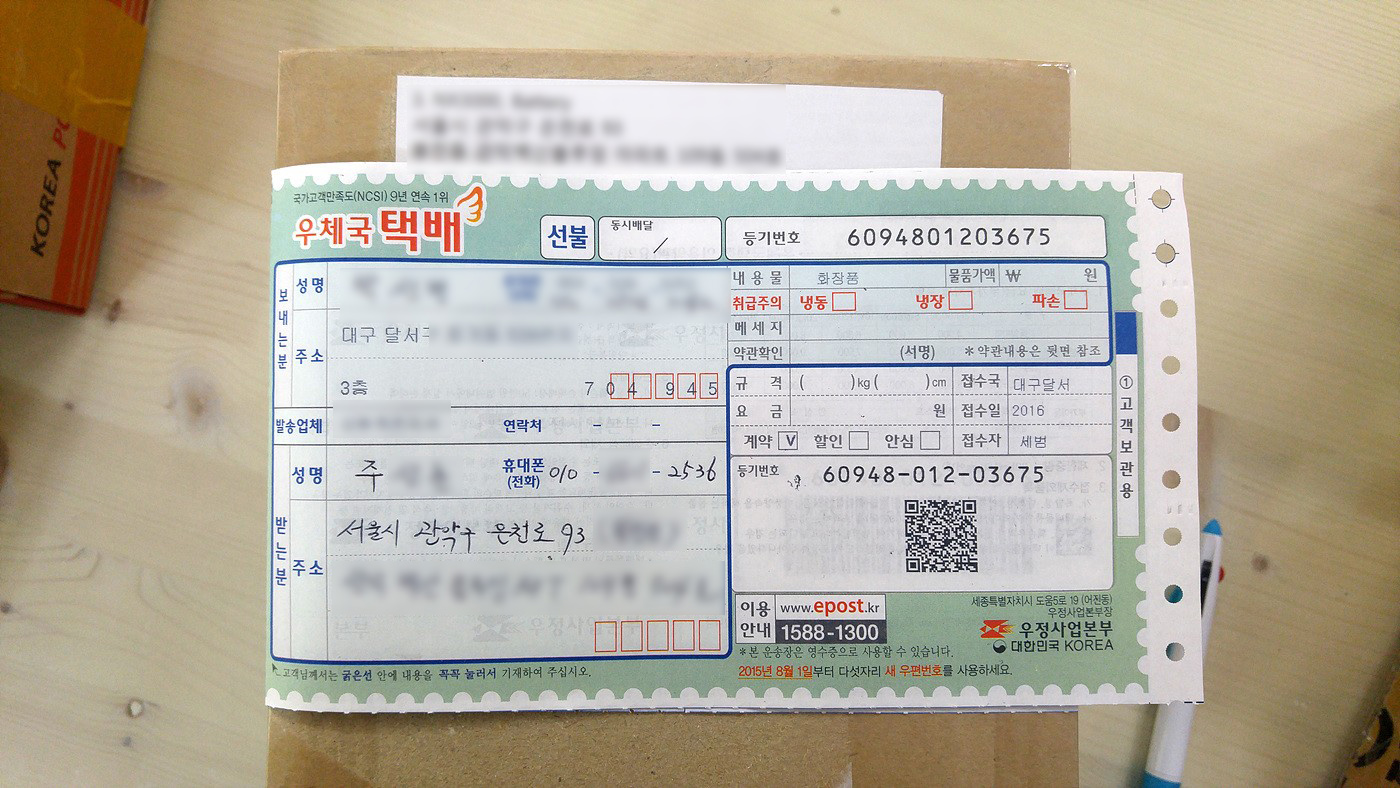 KOREA PO
국가고객만족도(NCSI) 9년 연속 1위
우체국 택배
선불
동시배달
/
등기번호 6094801203675
보내는분
성명
주소
대구 달서구
3층 7 0 4 9 4 5
발송업체 연락처 - -
받는분
성명 주 휴대폰 (전화) 010 - - 2536
주소 서울시 관악구 은천로 93
내용물 화장품 물품가액 ₩ 원
취급주의 냉동 냉장 파손
메세지
약관확인 (서명) *약관내용은 뒷면 참조
규격 ( )kg ( )cm 접수국 대구달서
요금 원 접수일 2016
계약 V 할인 안심 접수자 세범
등기번호 60948-012-03675
① 고객보관용
이용안내 www.epost.kr
1588-1300
*본 운송장은 영수증으로 사용할 수 있습니다.
2015년 8월 1일부터 다섯자리 새 우편번호를 사용하세요.
세종특별자치시 도움5로 19 (어진동)
우정사업본부장
우정사업본부
대한민국 KOREA
고객님께서는 굵은선 안에 내용을 꼭꼭 눌러서 기재하여 주십시오.